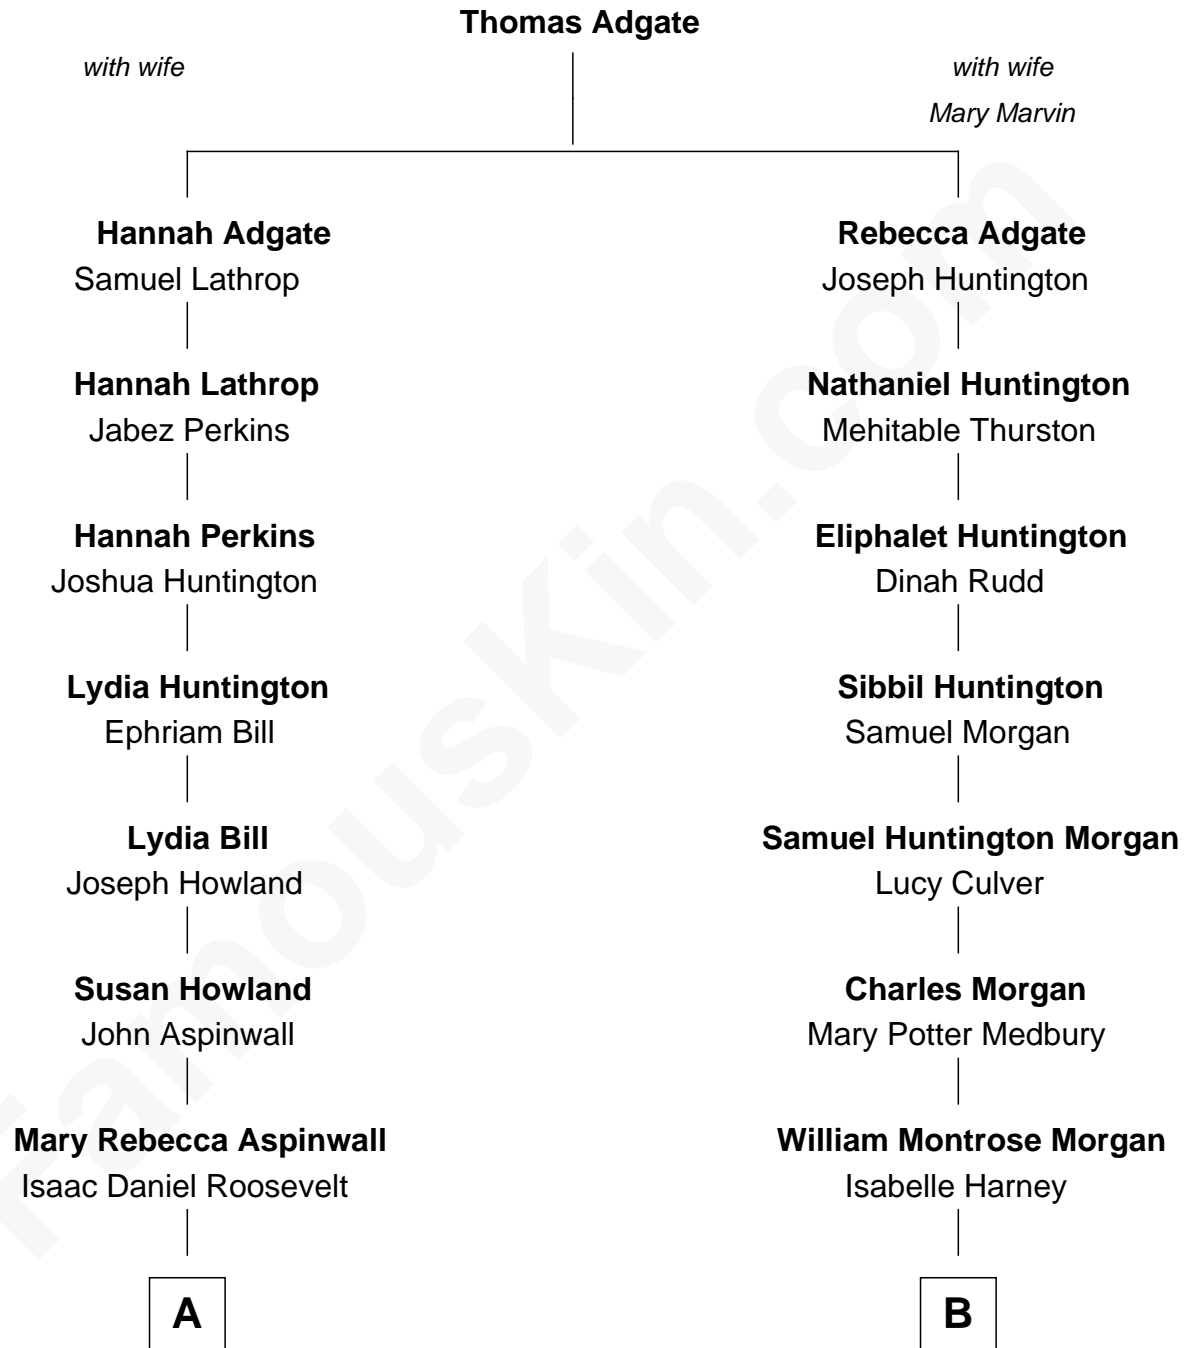 Thomas Adgate
with wife
with wife
Mary Marvin
Hannah Adgate
Samuel Lathrop
Rebecca Adgate
Joseph Huntington
Hannah Lathrop
Jabez Perkins
Nathaniel Huntington
Mehitable Thurston
Hannah Perkins
Joshua Huntington
Eliphalet Huntington
Dinah Rudd
Lydia Huntington
Ephriam Bill
Sibbil Huntington
Samuel Morgan
Lydia Bill
Joseph Howland
Samuel Huntington Morgan
Lucy Culver
Susan Howland
John Aspinwall
Charles Morgan
Mary Potter Medbury
Mary Rebecca Aspinwall
Isaac Daniel Roosevelt
William Montrose Morgan
Isabelle Harney
A
B
FamousKin.com